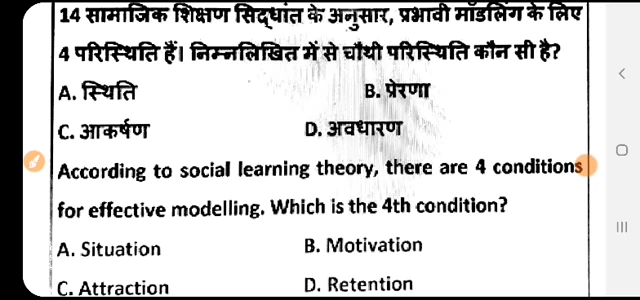 14 सामाजिक शिक्षण सिद्धांत के अनुसार, प्रभावी मॉडलिंग के लिए
4 परिस्थिति हैं। निम्नलिखित में से चौथी परिस्थिति कौन सी है?
A. स्थिति B. प्रेरणा
C. आकर्षण D. अवधारण
According to social learning theory, there are 4 conditions
for effective modelling. Which is the 4th condition?
A. Situation B. Motivation
C. Attraction D. Retention